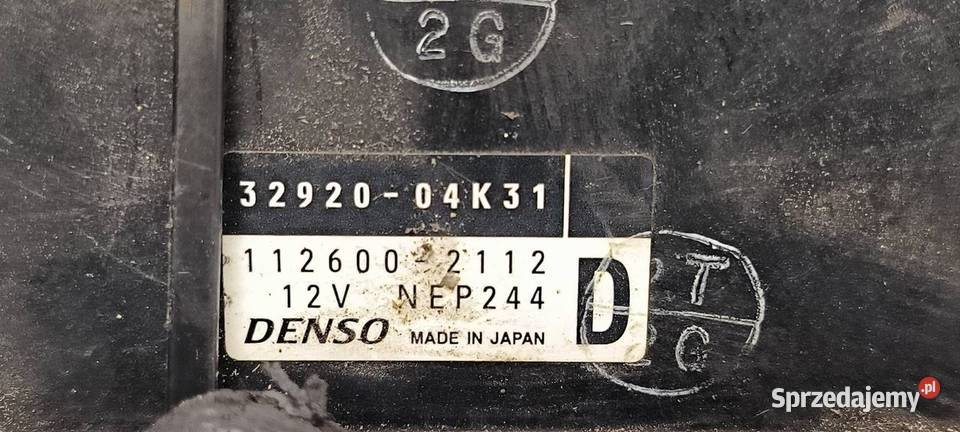 2G
32920-04K31
112600-2112
12V NEP244
D
DENSO MADE IN JAPAN
T
Sprzedajemy.pl